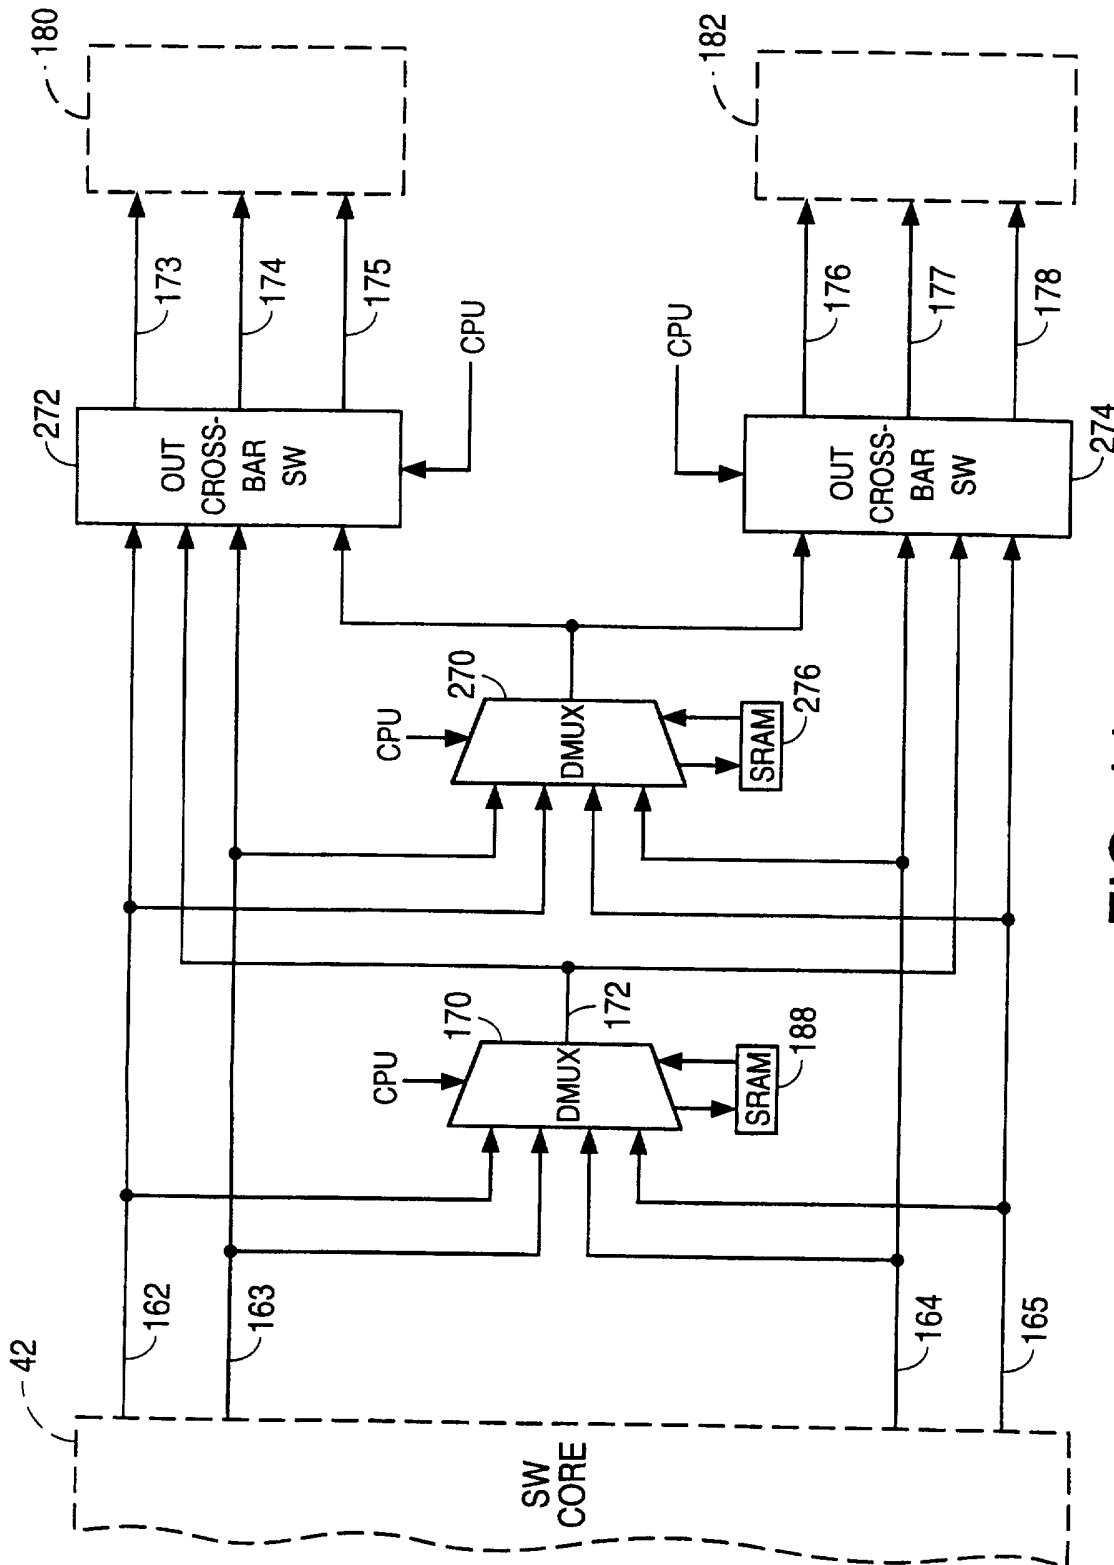 42
SW
CORE
162
163
164
165
CPU
170
DMUX
172
SRAM
188
CPU
270
DMUX
SRAM
276
272
OUT
CROSS-
BAR
SW
CPU
CPU
OUT
CROSS-
BAR
SW
274
173
174
175
176
177
178
180
182